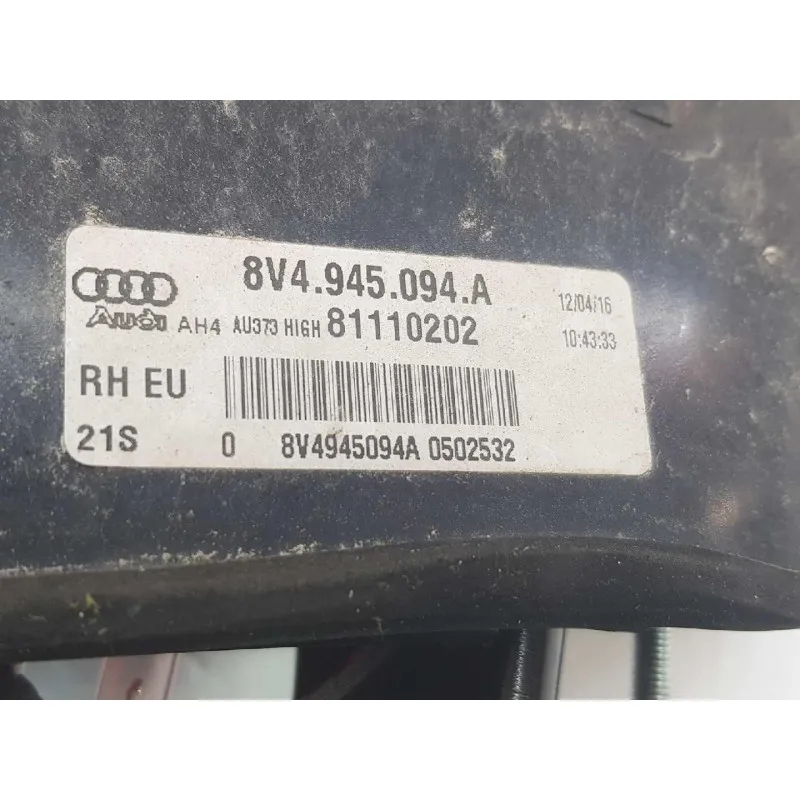 8V4.945.094.A
12/04/16
Audi AH4 AU373 HIGH 81110202
10:43:33
RH EU
21S 0 8V4945094A 0502532